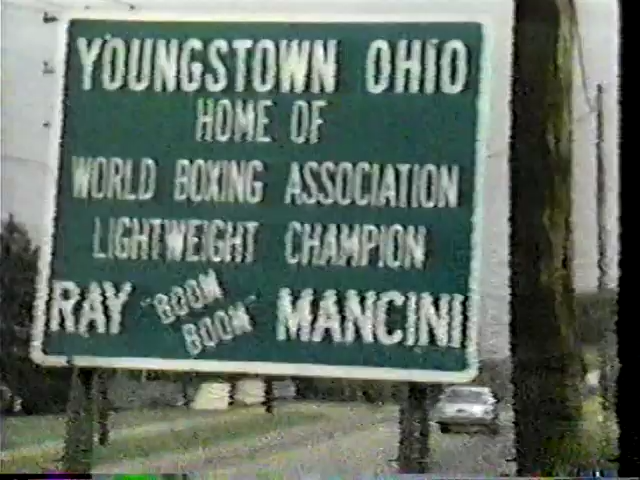 YOUNGSTOWN OHIO
HOME OF
WORLD BOXING ASSOCIATION
LIGHTWEIGHT CHAMPION
RAY "BOOM BOOM" MANCINI